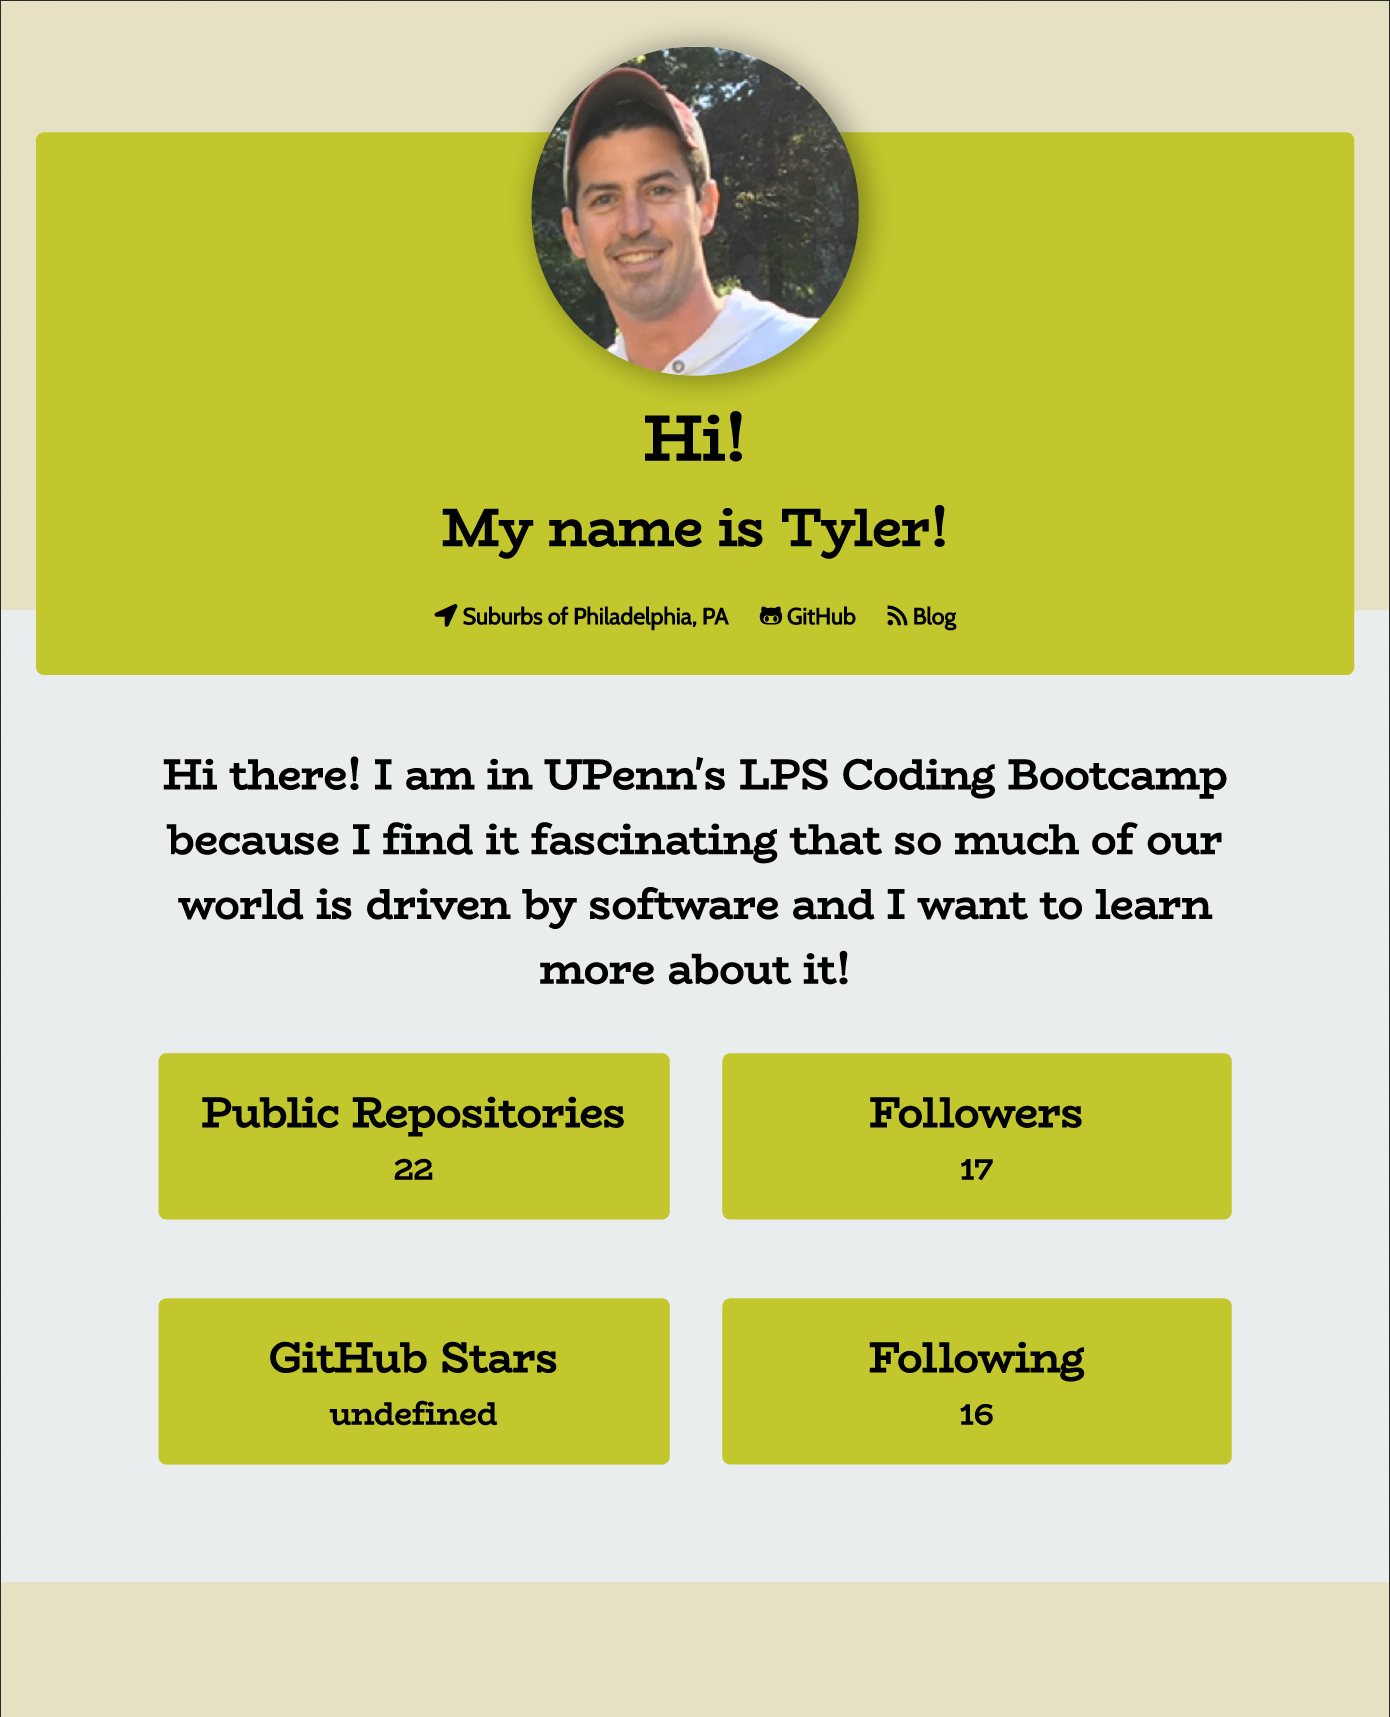 Hi!
My name is Tyler!
Suburbs of Philadelphia, PA GitHub Blog
Hi there! I am in UPenn's LPS Coding Bootcamp
because I find it fascinating that so much of our
world is driven by software and I want to learn
more about it!
Public Repositories
22
Followers
17
GitHub Stars
undefined
Following
16